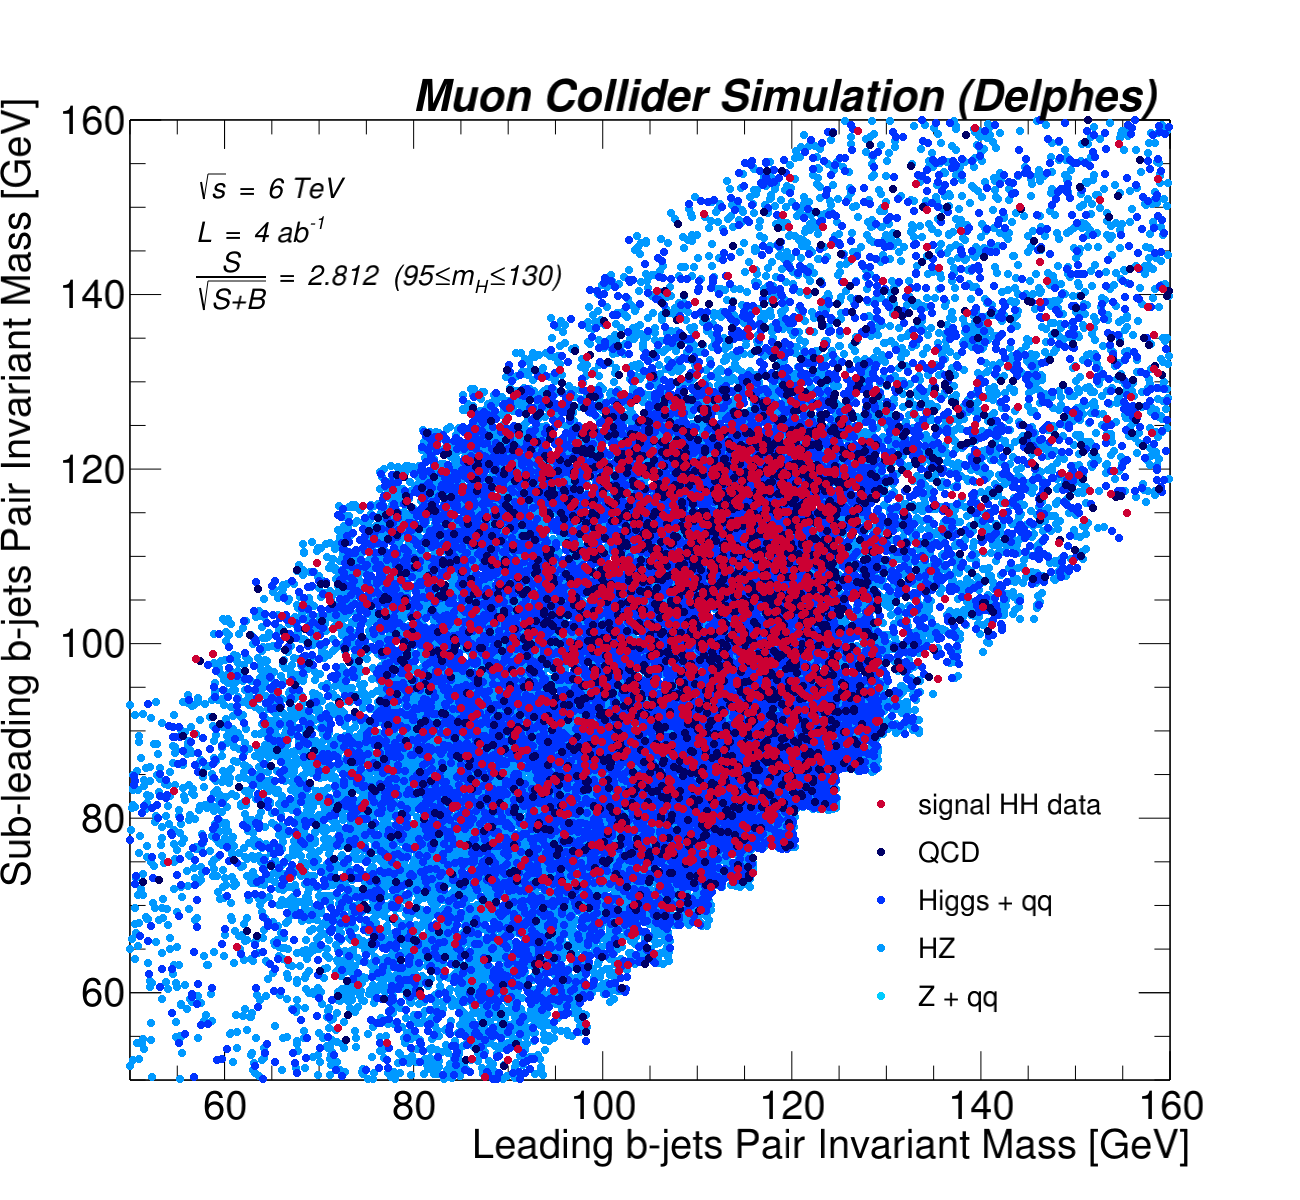 Muon Collider Simulation (Delphes)
Sub-leading b-jets Pair Invariant Mass [GeV]
160
140
120
100
80
60
√s = 6 TeV
L = 4 ab⁻¹
S
√S+B = 2.812 (95≤m_H≤130)
signal HH data
QCD
Higgs + qq
HZ
Z + qq
60 80 100 120 140 160
Leading b-jets Pair Invariant Mass [GeV]